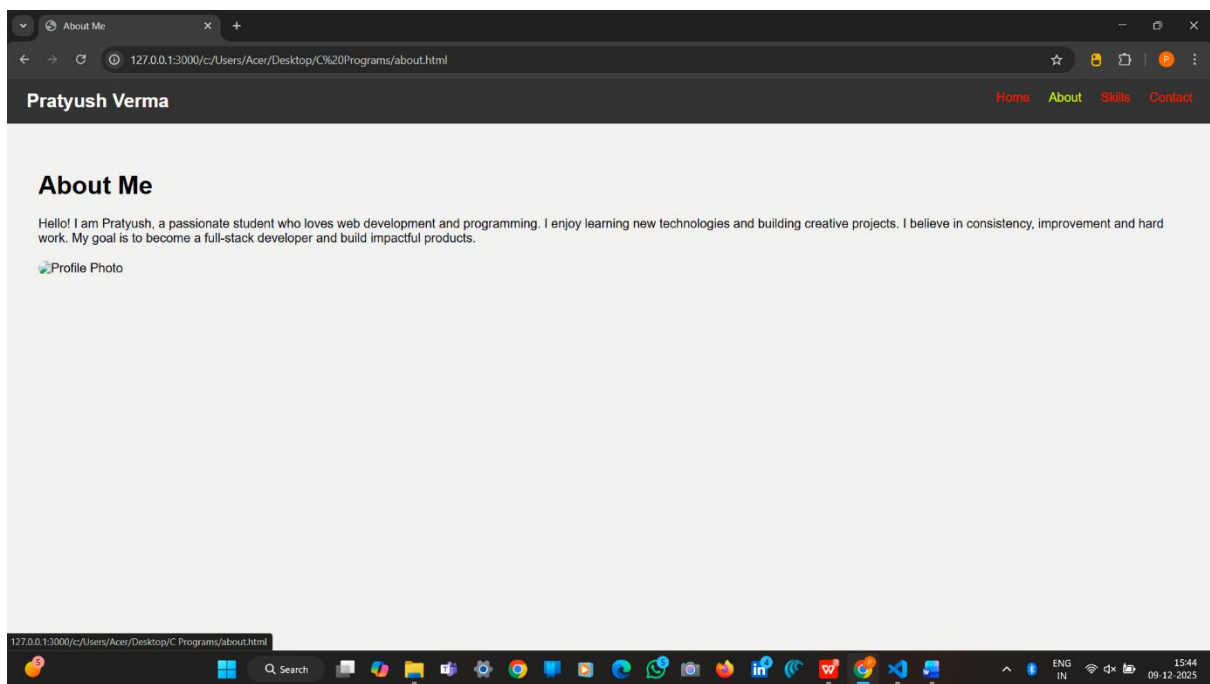 About Me
127.0.0.1:3000/c:/Users/Acer/Desktop/C%20Programs/about.html
P
Pratyush Verma
Home About Skills Contact
About Me
Hello! I am Pratyush, a passionate student who loves web development and programming. I enjoy learning new technologies and building creative projects. I believe in consistency, improvement and hard
work. My goal is to become a full-stack developer and build impactful products.
Profile Photo
127.0.0.1:3000/c:/Users/Acer/Desktop/C Programs/about.html
5
Search
in
W
ENG
IN
15:44
09-12-2025